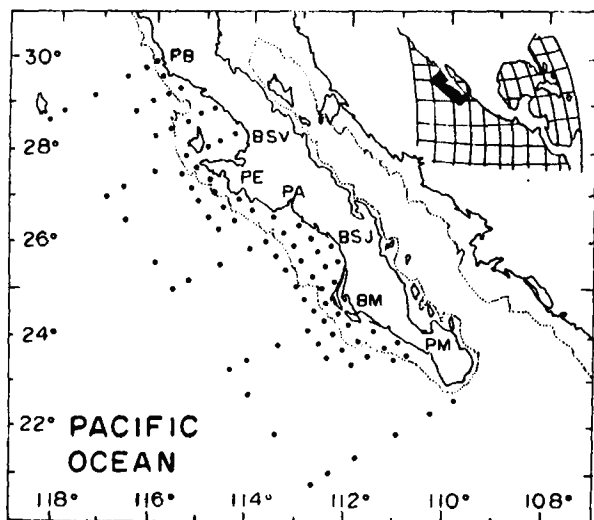 30°
PB
28°
BSV
PE
PA
26°
BSJ
BM
24°
PM
22°
PACIFIC
OCEAN
118° 116° 114° 112° 110° 108°